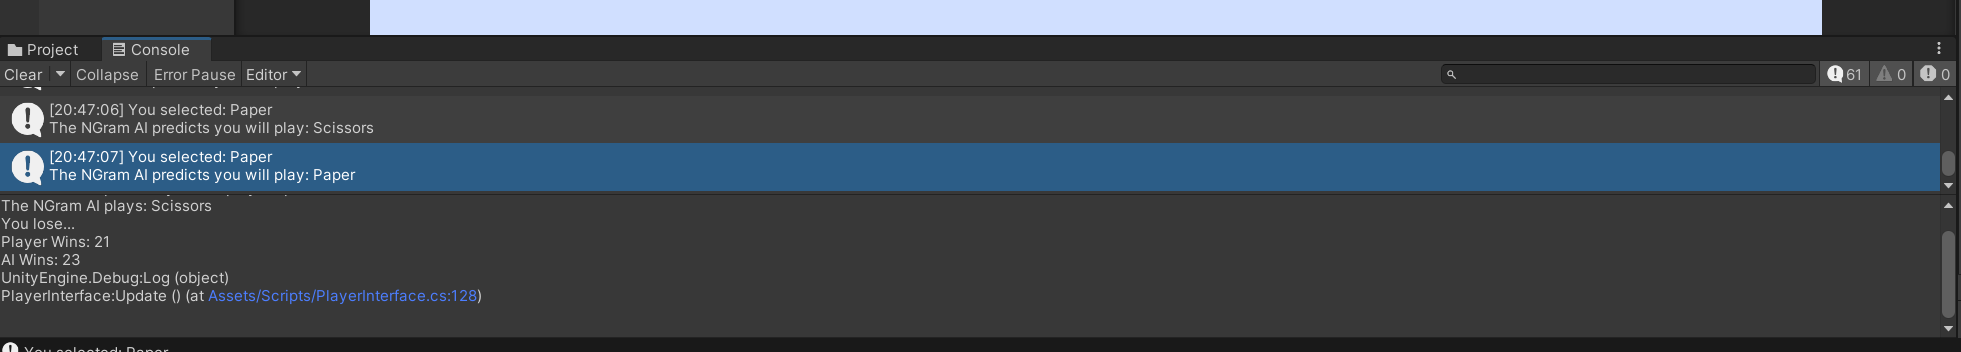 Project
Console
Clear
Collapse
Error Pause
Editor
61
0
0
[20:47:06] You selected: Paper
The NGram AI predicts you will play: Scissors
[20:47:07] You selected: Paper
The NGram AI predicts you will play: Paper
The NGram AI plays: Scissors
You lose...
Player Wins: 21
AI Wins: 23
UnityEngine.Debug:Log (object)
PlayerInterface:Update () (at Assets/Scripts/PlayerInterface.cs:128)
You selected: Paper